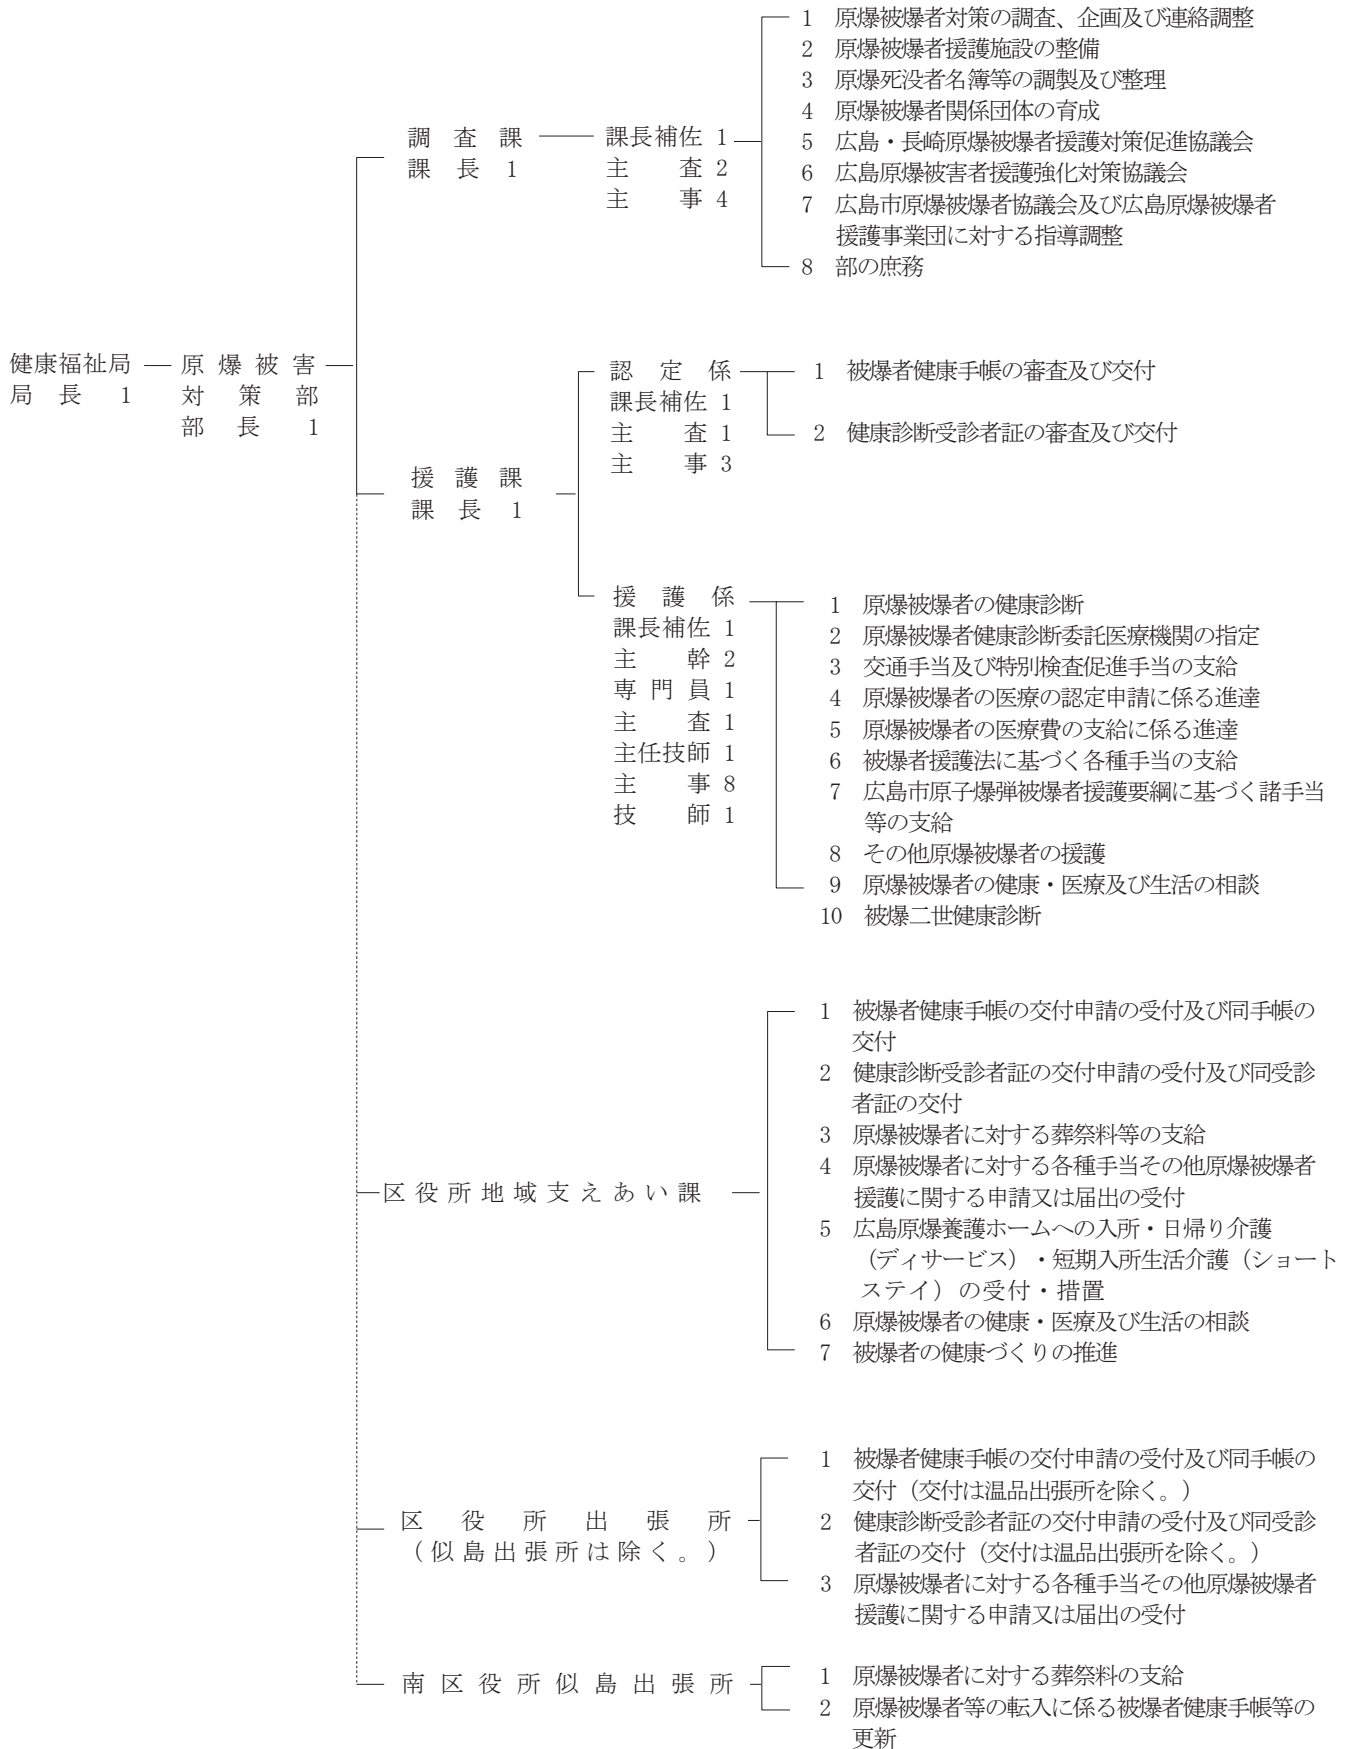 健康福祉局
局長 1
原爆被害
対策部
部長 1
調査課
課長 1
課長補佐 1
主査 2
主事 4
1 原爆被爆者対策の調査、企画及び連絡調整
2 原爆被爆者援護施設の整備
3 原爆死没者名簿等の調製及び整理
4 原爆被爆者関係団体の育成
5 広島・長崎原爆被爆者援護対策促進協議会
6 広島原爆被害者援護強化対策協議会
7 広島市原爆被爆者協議会及び広島原爆被爆者
援護事業団に対する指導調整
8 部の庶務
援護課
課長 1
認定係
課長補佐 1
主査 1
主事 3
1 被爆者健康手帳の審査及び交付
2 健康診断受診者証の審査及び交付
援護係
課長補佐 1
主幹 2
専門員 1
主査 1
主任技師 1
主事 8
技師 1
1 原爆被爆者の健康診断
2 原爆被爆者健康診断委託医療機関の指定
3 交通手当及び特別検査促進手当の支給
4 原爆被爆者の医療の認定申請に係る進達
5 原爆被爆者の医療費の支給に係る進達
6 被爆者援護法に基づく各種手当の支給
7 広島市原子爆弾被爆者援護要綱に基づく諸手当
等の支給
8 その他原爆被爆者の援護
9 原爆被爆者の健康・医療及び生活の相談
10 被爆二世健康診断
区役所地域支えあい課
1 被爆者健康手帳の交付申請の受付及び同手帳の
交付
2 健康診断受診者証の交付申請の受付及び同受診
者証の交付
3 原爆被爆者に対する葬祭料等の支給
4 原爆被爆者に対する各種手当その他原爆被爆者
援護に関する申請又は届出の受付
5 広島原爆養護ホームへの入所・日帰り介護
（ディサービス）・短期入所生活介護（ショート
ステイ）の受付・措置
6 原爆被爆者の健康・医療及び生活の相談
7 被爆者の健康づくりの推進
区役所出張所
（似島出張所は除く。）
1 被爆者健康手帳の交付申請の受付及び同手帳の
交付（交付は温品出張所を除く。）
2 健康診断受診者証の交付申請の受付及び同受診
者証の交付（交付は温品出張所を除く。）
3 原爆被爆者に対する各種手当その他原爆被爆者
援護に関する申請又は届出の受付
南区役所似島出張所
1 原爆被爆者に対する葬祭料の支給
2 原爆被爆者等の転入に係る被爆者健康手帳等の
更新